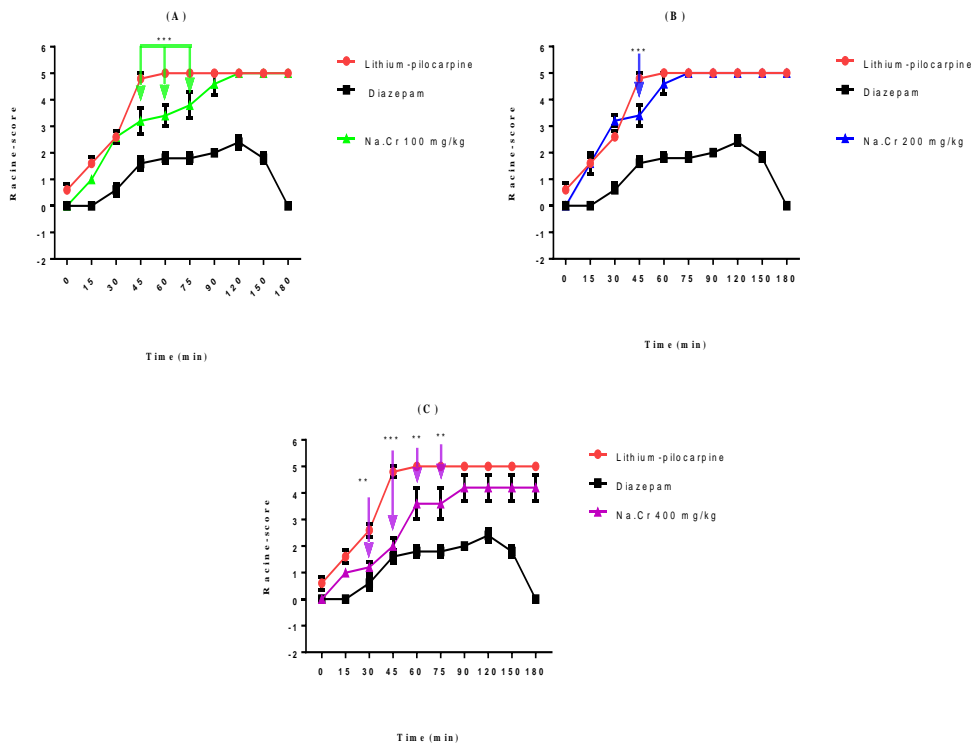 (A)
***
6
5
4
3
2
1
0
-1
-2
Racine-score
0 15 30 45 60 75 90 120 150 180
Time (min)
Lithium-pilocarpine
Diazepam
Na.Cr 100 mg/kg
(B)
***
6
5
4
3
2
1
0
-1
-2
Racine-score
0 15 30 45 60 75 90 120 150 180
Time (min)
Lithium-pilocarpine
Diazepam
Na.Cr 200 mg/kg
(C)
** *** ** **
6
5
4
3
2
1
0
-1
-2
Racine-score
0 15 30 45 60 75 90 120 150 180
Time (min)
Lithium-pilocarpine
Diazepam
Na.Cr 400 mg/kg